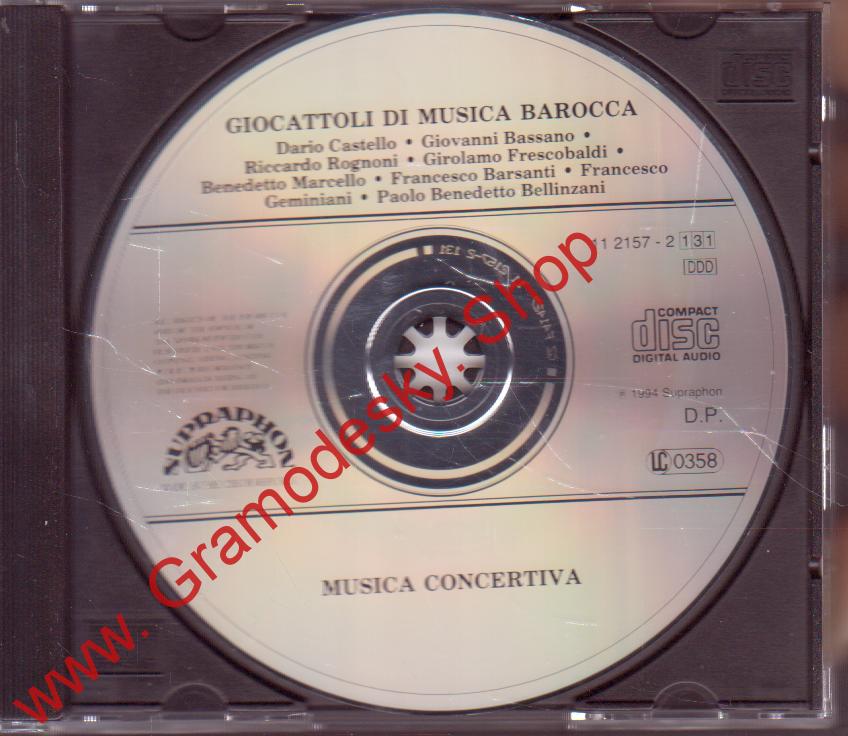 GIOCATTOLI DI MUSICA BAROCCA
Dario Castello • Giovanni Bassano •
Riccardo Rognoni • Girolamo Frescobaldi •
Benedetto Marcello • Francesco Barsanti • Francesco
Geminiani • Paolo Benedetto Bellinzani
11 2157 - 2 131
DDD
COMPACT
disc
DIGITAL AUDIO
℗ 1994 Supraphon
D.P.
LC 0358
SUPRAPHON
MUSICA CONCERTIVA
www. Gramodesky. Shop